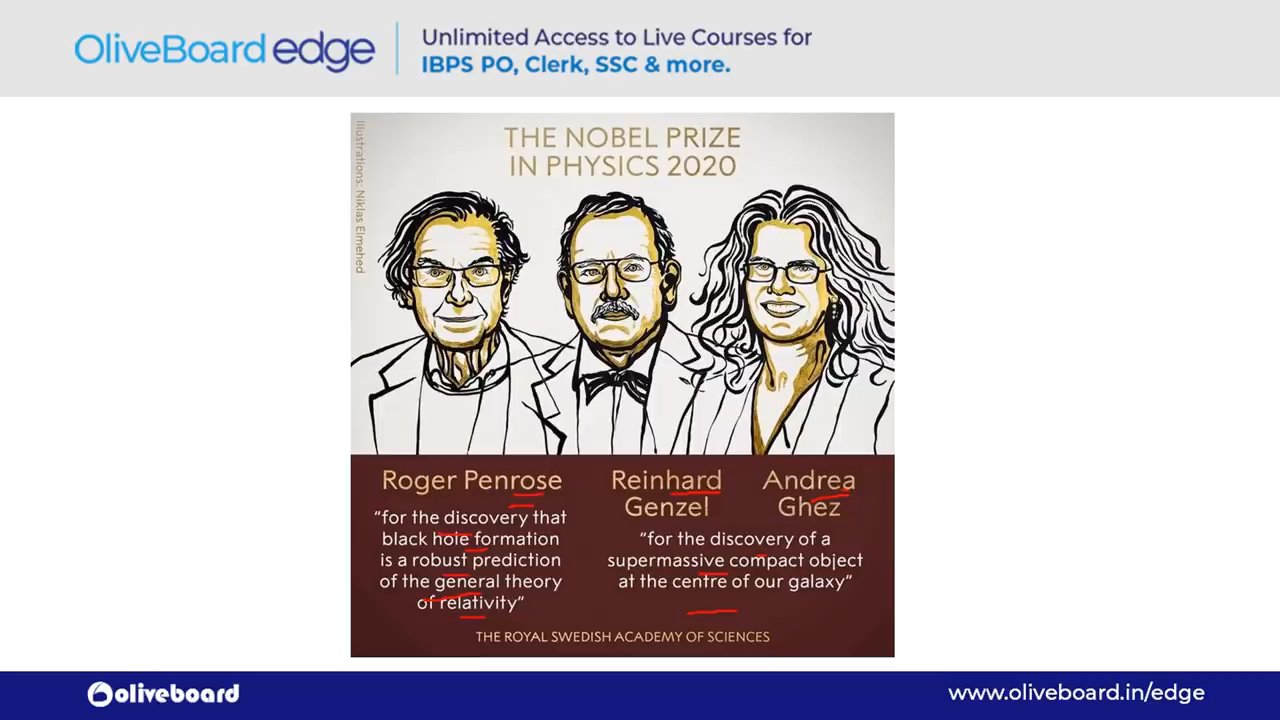 OliveBoard edge
Unlimited Access to Live Courses for
IBPS PO, Clerk, SSC & more.
Illustrations: Niklas Elmehed
THE NOBEL PRIZE
IN PHYSICS 2020
Roger Penrose
"for the discovery that
black hole formation
is a robust prediction
of the general theory
of relativity"
Reinhard
Genzel
Andrea
Ghez
"for the discovery of a
supermassive compact object
at the centre of our galaxy"
THE ROYAL SWEDISH ACADEMY OF SCIENCES
oliveboard
www.oliveboard.in/edge